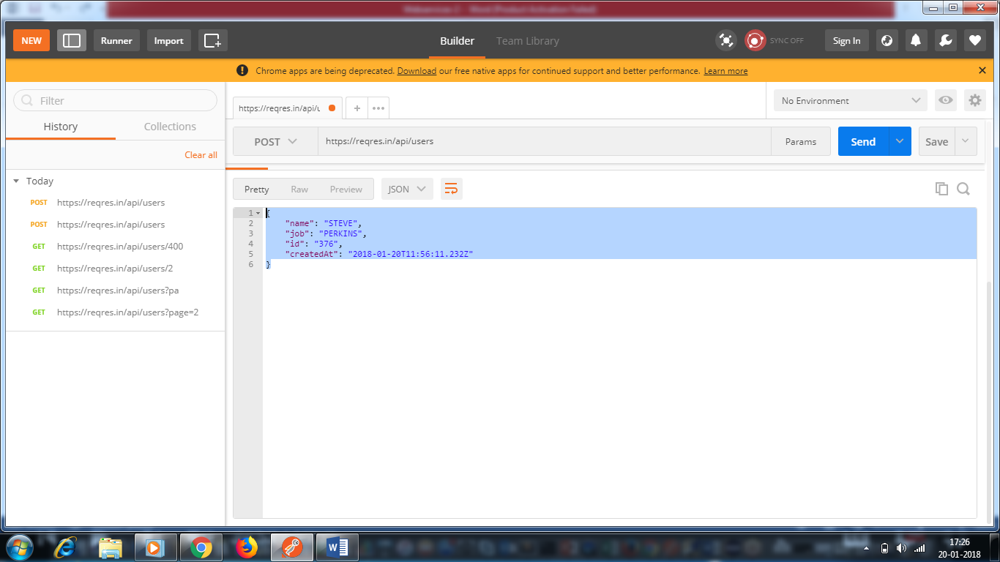 NEW Runner Import Builder Team Library SYNC OFF Sign In
Chrome apps are being deprecated. Download our free native apps for continued support and better performance. Learn more
Filter
History Collections
Clear all
Today
POST https://reqres.in/api/users
POST https://reqres.in/api/users
GET https://reqres.in/api/users/400
GET https://reqres.in/api/users/2
GET https://reqres.in/api/users?pa
GET https://reqres.in/api/users?page=2
https://reqres.in/api/u
No Environment
POST https://reqres.in/api/users Params Send Save
Pretty Raw Preview JSON
1 {
2 "name": "STEVE",
3 "job": "PERKINS",
4 "id": "376",
5 "createdAt": "2018-01-20T11:56:11.232Z"
6 }
17:26
20-01-2018